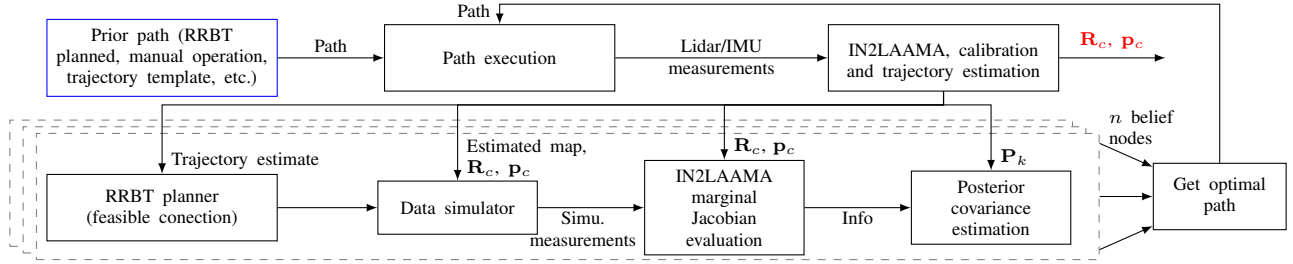 Path
Prior path (RRBT
planned, manual operation,
trajectory template, etc.)
Path
Path execution
Lidar/IMU
measurements
IN2LAAMA, calibration
and trajectory estimation
R_c, p_c
Trajectory estimate
Estimated map,
R_c, p_c
R_c, p_c
P_k
n belief
nodes
RRBT planner
(feasible conection)
Data simulator
Simu.
measurements
IN2LAAMA
marginal
Jacobian
evaluation
Info
Posterior
covariance
estimation
Get optimal
path